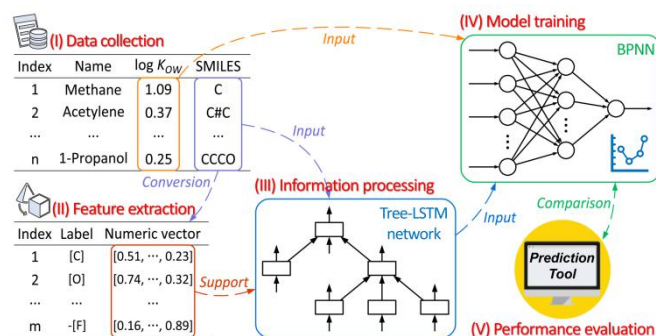 (I) Data collection
Index Name log K_OW SMILES
1 Methane 1.09 C
2 Acetylene 0.37 C#C
... ... ... ...
n 1-Propanol 0.25 CCCO
Conversion
(II) Feature extraction
Index Label Numeric vector
1 [C] [0.51, ···, 0.23]
2 [O] [0.74, ···, 0.32]
... ... ...
m -[F] [0.16, ···, 0.89]
Input
Input
Support
(III) Information processing
Tree-LSTM
network
Input
(IV) Model training
BPNN
Comparison
Prediction
Tool
(V) Performance evaluation